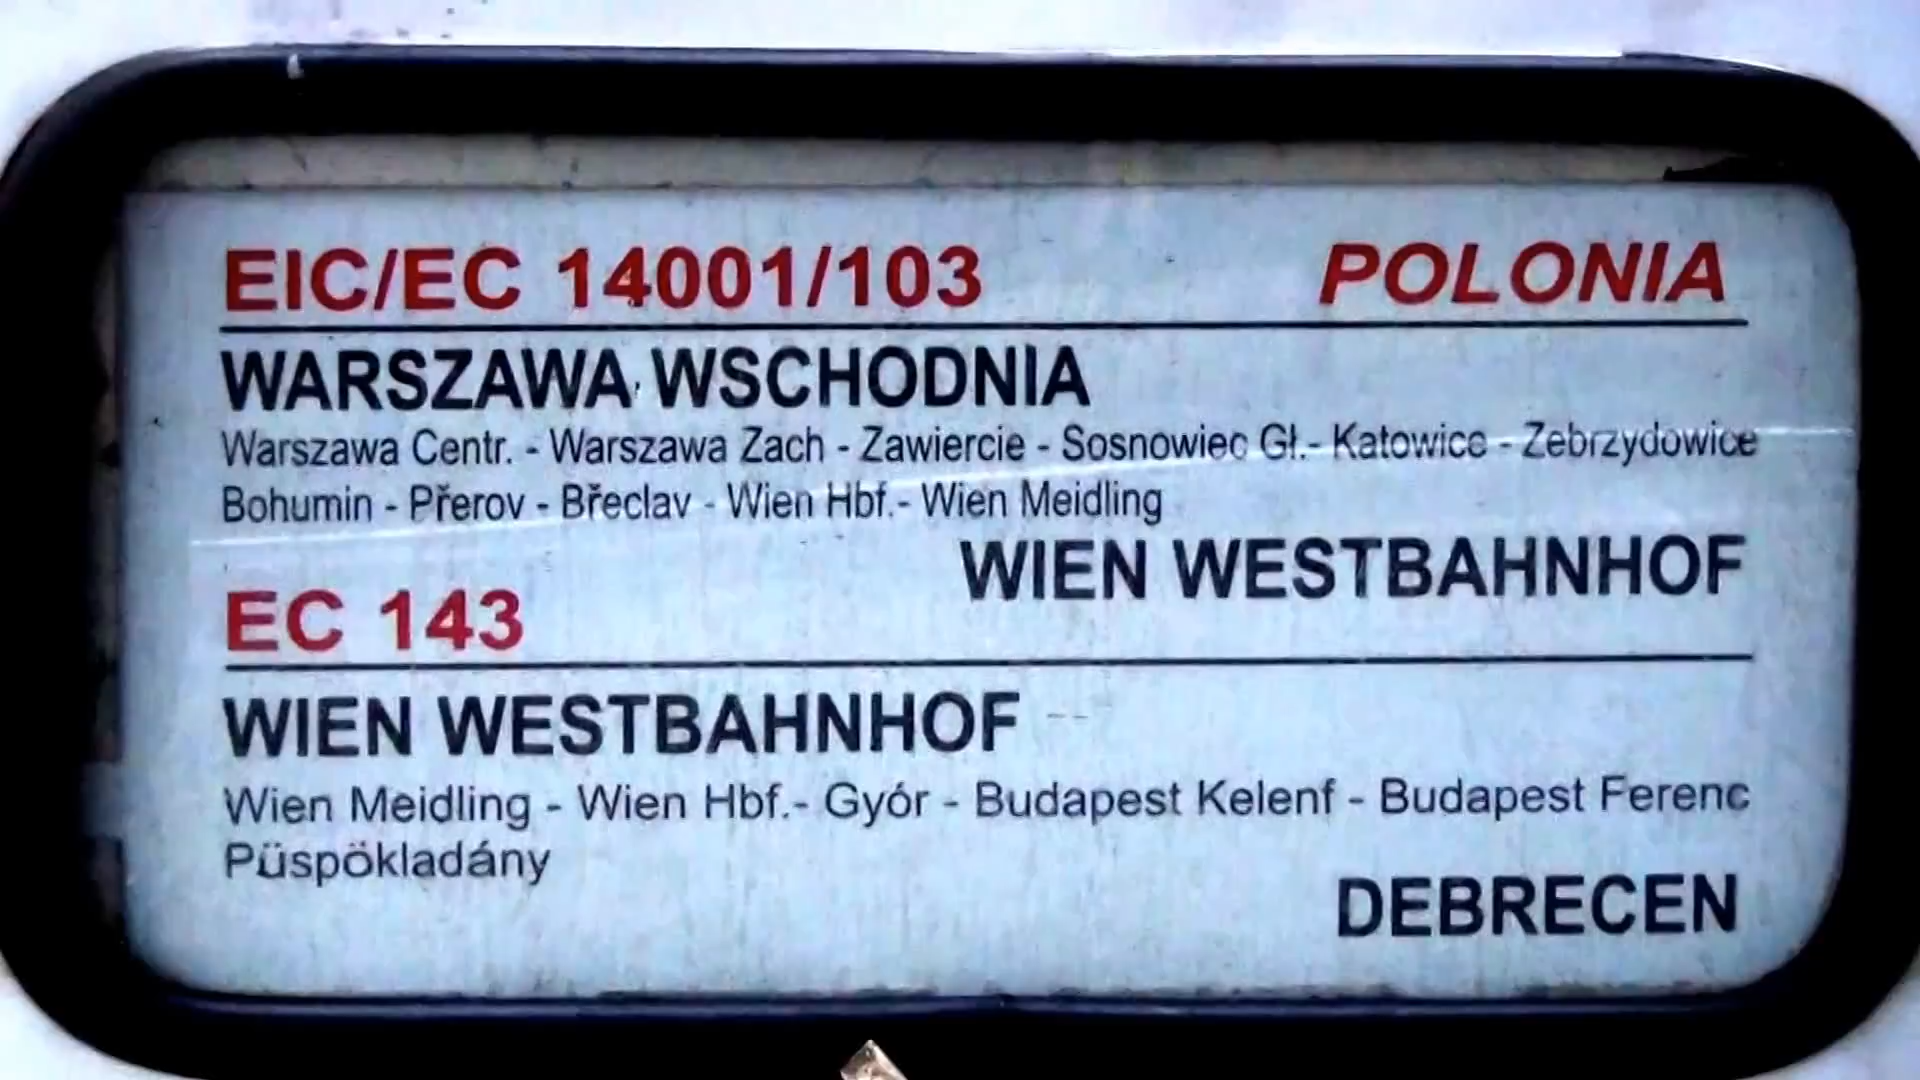 EIC/EC 14001/103 POLONIA
WARSZAWA WSCHODNIA
Warszawa Centr. - Warszawa Zach - Zawiercie - Sosnowiec Gł.- Katowice - Zebrzydowice
Bohumin - Přerov - Břeclav - Wien Hbf.- Wien Meidling
WIEN WESTBAHNHOF
EC 143
WIEN WESTBAHNHOF
Wien Meidling - Wien Hbf.- Gyór - Budapest Kelenf - Budapest Ferenc
Püspökladány
DEBRECEN